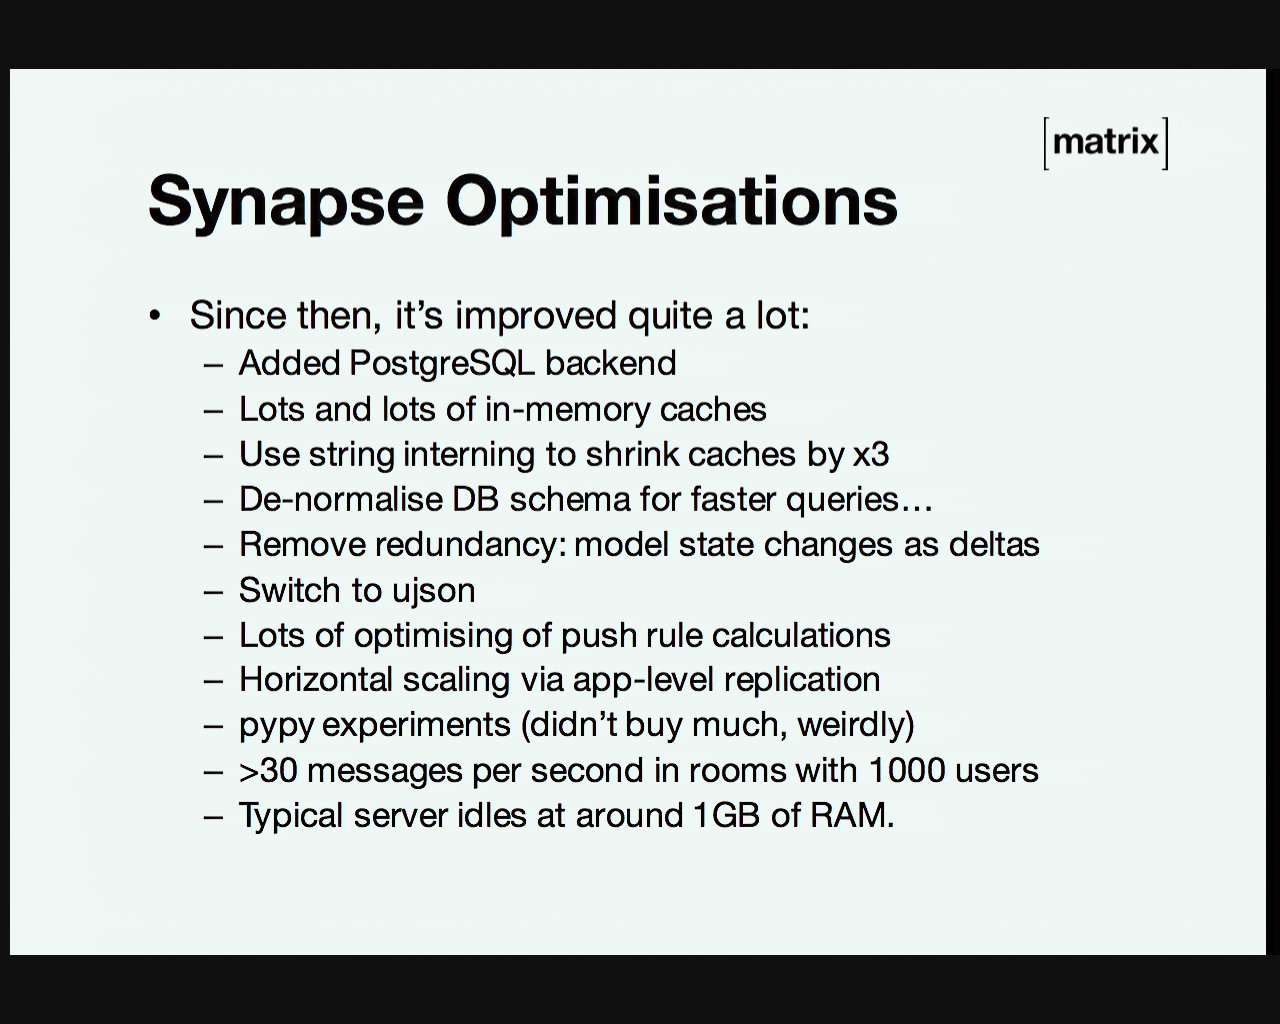 [matrix]
Synapse Optimisations
• Since then, it’s improved quite a lot:
– Added PostgreSQL backend
– Lots and lots of in-memory caches
– Use string interning to shrink caches by x3
– De-normalise DB schema for faster queries…
– Remove redundancy: model state changes as deltas
– Switch to ujson
– Lots of optimising of push rule calculations
– Horizontal scaling via app-level replication
– pypy experiments (didn’t buy much, weirdly)
– >30 messages per second in rooms with 1000 users
– Typical server idles at around 1GB of RAM.